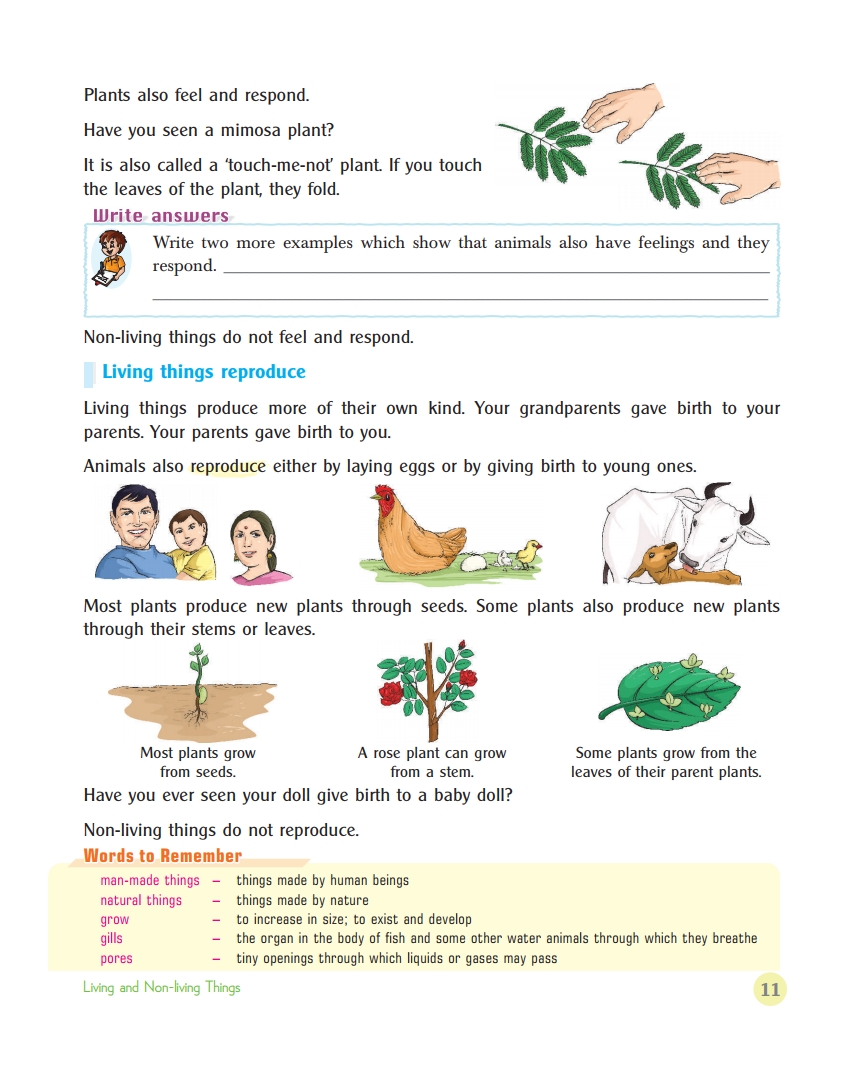 Plants also feel and respond.
Have you seen a mimosa plant?
It is also called a ‘touch-me-not’ plant. If you touch
the leaves of the plant, they fold.
Write answers
Write two more examples which show that animals also have feelings and they
respond.
Non-living things do not feel and respond.
Living things reproduce
Living things produce more of their own kind. Your grandparents gave birth to your
parents. Your parents gave birth to you.
Animals also reproduce either by laying eggs or by giving birth to young ones.
Most plants produce new plants through seeds. Some plants also produce new plants
through their stems or leaves.
Most plants grow
from seeds.
A rose plant can grow
from a stem.
Some plants grow from the
leaves of their parent plants.
Have you ever seen your doll give birth to a baby doll?
Non-living things do not reproduce.
Words to Remember
man-made things – things made by human beings
natural things – things made by nature
grow – to increase in size; to exist and develop
gills – the organ in the body of fish and some other water animals through which they breathe
pores – tiny openings through which liquids or gases may pass
Living and Non-living Things
11